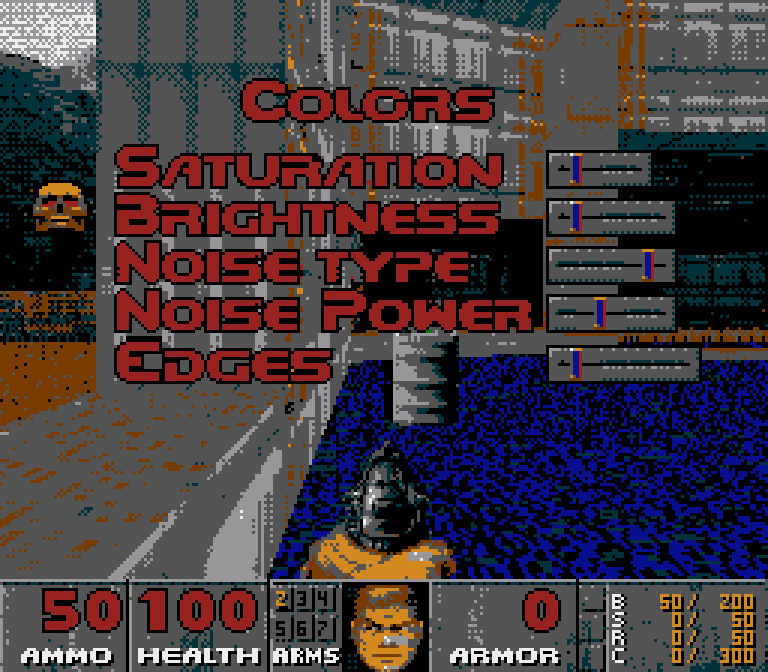 Colors
Saturation
Brightness
Noise type
Noise Power
Edges
50 100 2 3 4 0 B 50/ 200
S 0/ 50
5 6 7 R 0/ 50
AMMO HEALTH ARMS ARMOR C 0/ 300